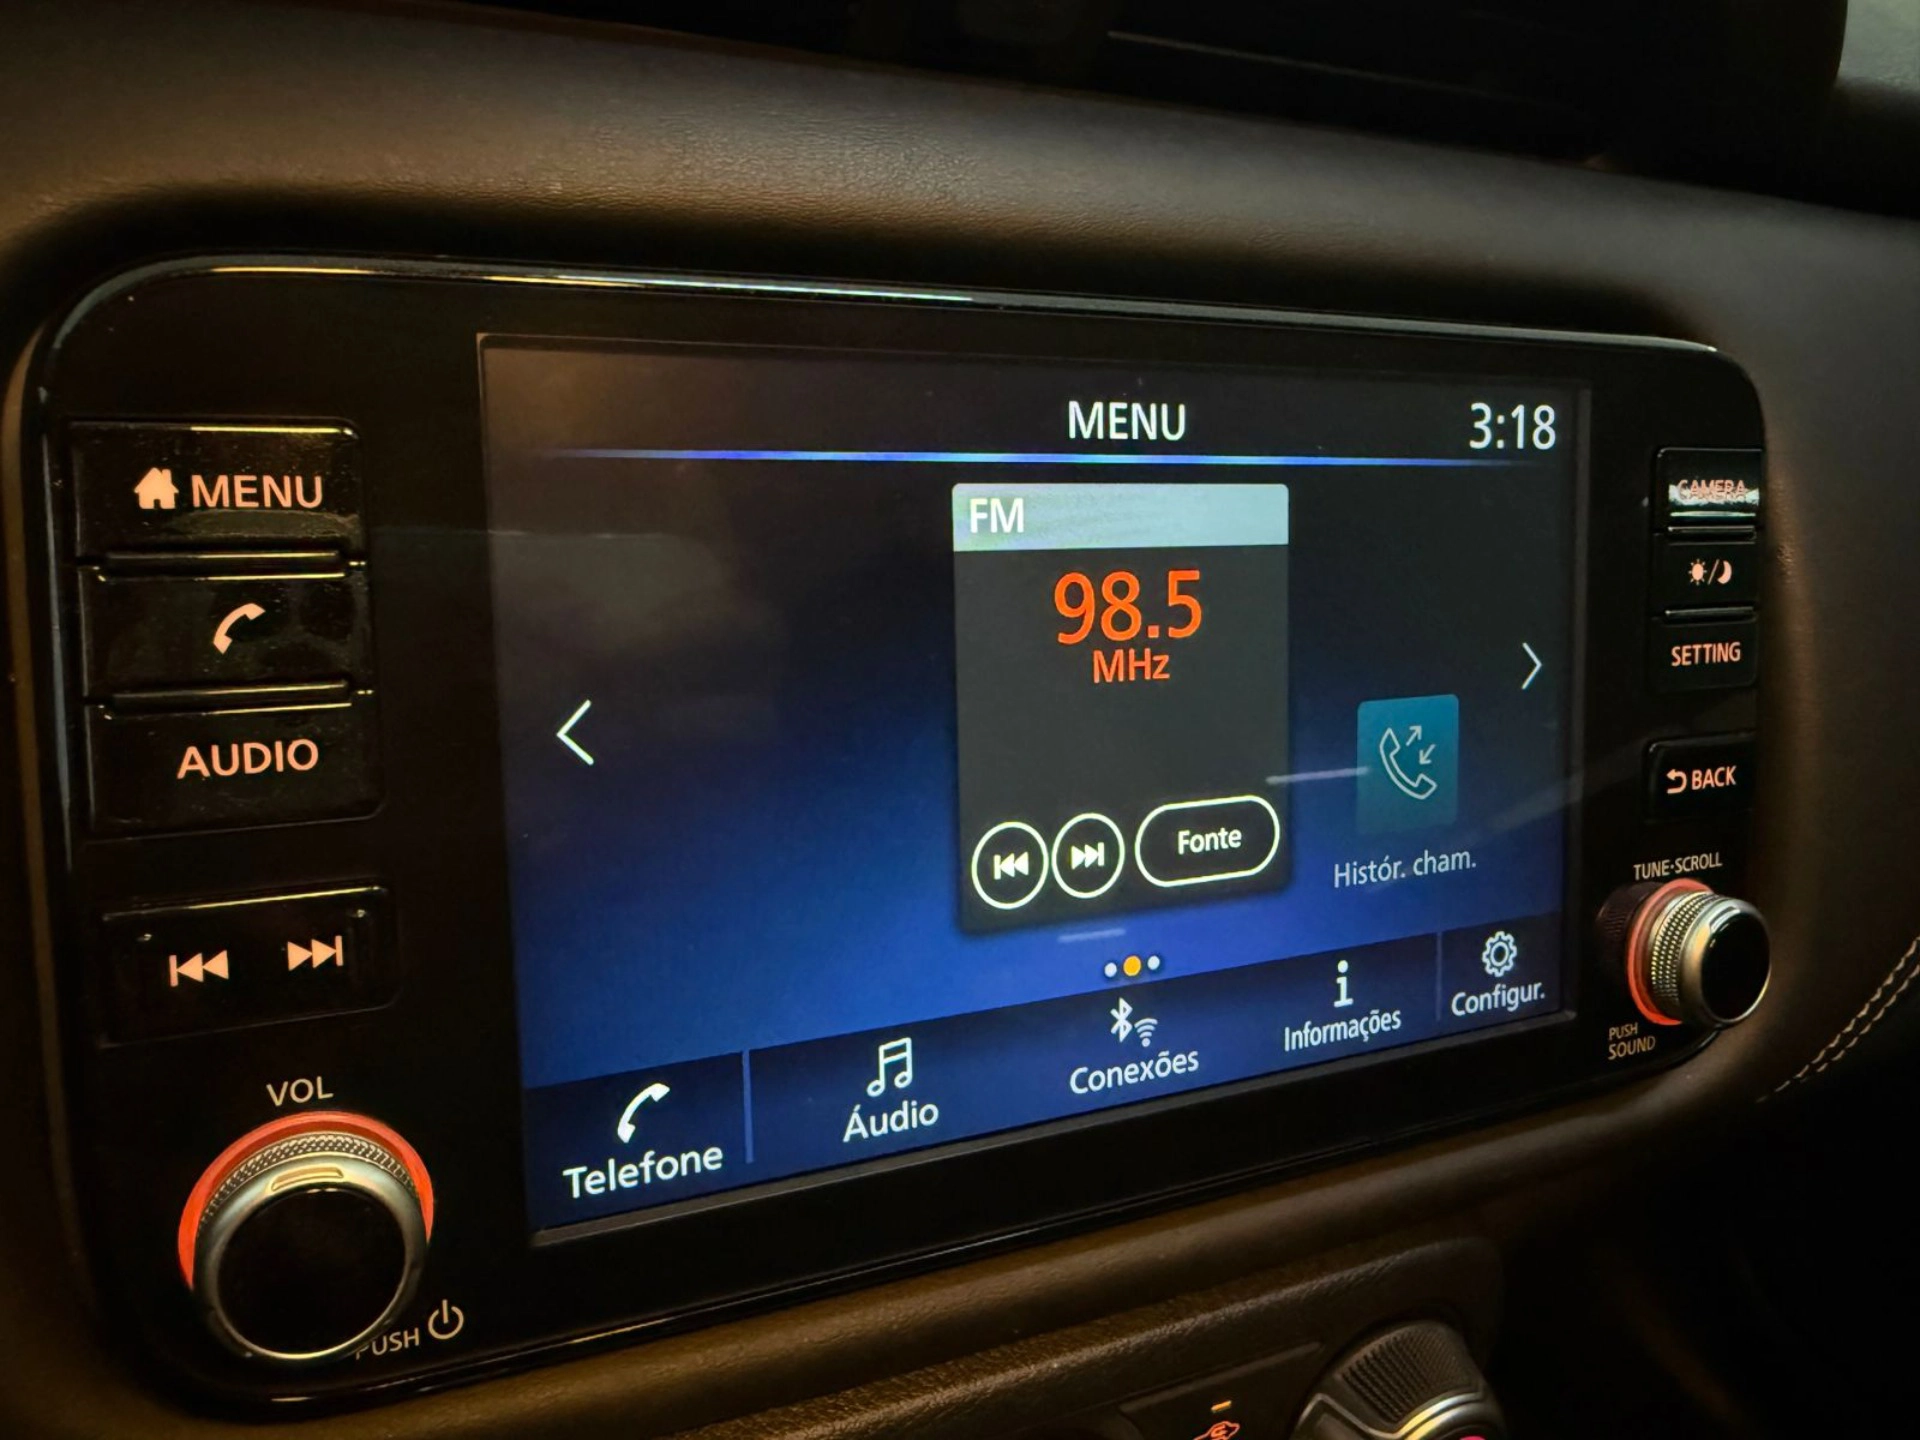 MENU
3:18
MENU
FM
98.5
MHz
Fonte
Histór. cham.
AUDIO
CAMERA
SETTING
BACK
TUNE·SCROLL
PUSH
SOUND
VOL
PUSH
Telefone
Áudio
Conexões
Informações
Configur.